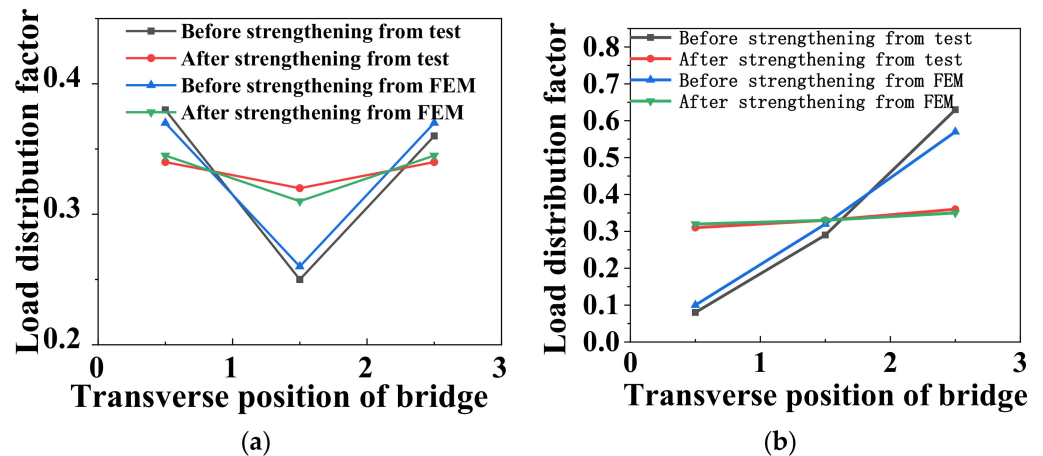 Before strengthening from test
After strengthening from test
Before strengthening from FEM
After strengthening from FEM
Load distribution factor
0.4
0.3
0.2
0 1 2 3
Transverse position of bridge
(a)
Before strengthening from test
After strengthening from test
Before strengthening from FEM
After strengthening from FEM
Load distribution factor
0.8
0.7
0.6
0.5
0.4
0.3
0.2
0.1
0.0
0 1 2 3
Transverse position of bridge
(b)